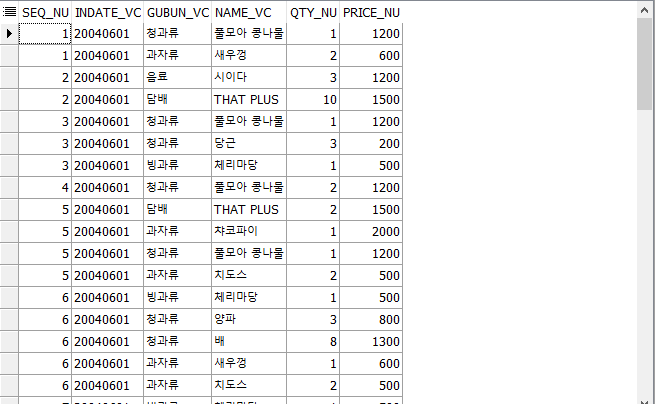 SEQ_NU INDATE_VC GUBUN_VC NAME_VC QTY_NU PRICE_NU
1 20040601 청과류 풀모아 콩나물 1 1200
1 20040601 과자류 새우껑 2 600
2 20040601 음료 시이다 3 1200
2 20040601 담배 THAT PLUS 10 1500
3 20040601 청과류 풀모아 콩나물 1 1200
3 20040601 청과류 당근 3 200
3 20040601 빙과류 체리마당 1 500
4 20040601 청과류 풀모아 콩나물 2 1200
5 20040601 담배 THAT PLUS 2 1500
5 20040601 과자류 챠코파이 1 2000
5 20040601 청과류 풀모아 콩나물 1 1200
5 20040601 과자류 치도스 2 500
6 20040601 빙과류 체리마당 1 500
6 20040601 청과류 양파 3 800
6 20040601 청과류 배 8 1300
6 20040601 과자류 새우껑 1 600
6 20040601 과자류 치도스 2 500